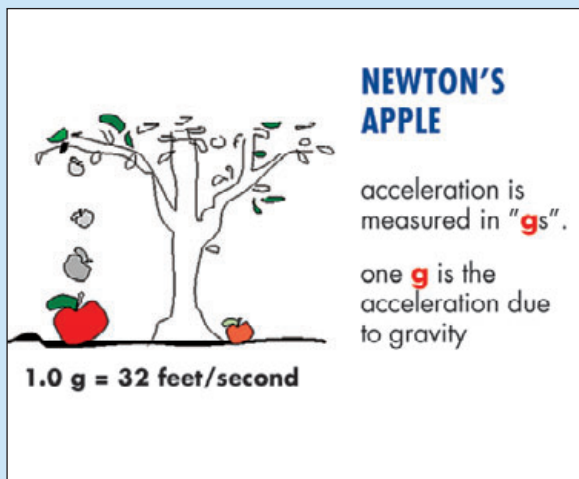 NEWTON'S
APPLE
acceleration is
measured in "gs".
one g is the
acceleration due
to gravity
1.0 g = 32 feet/second